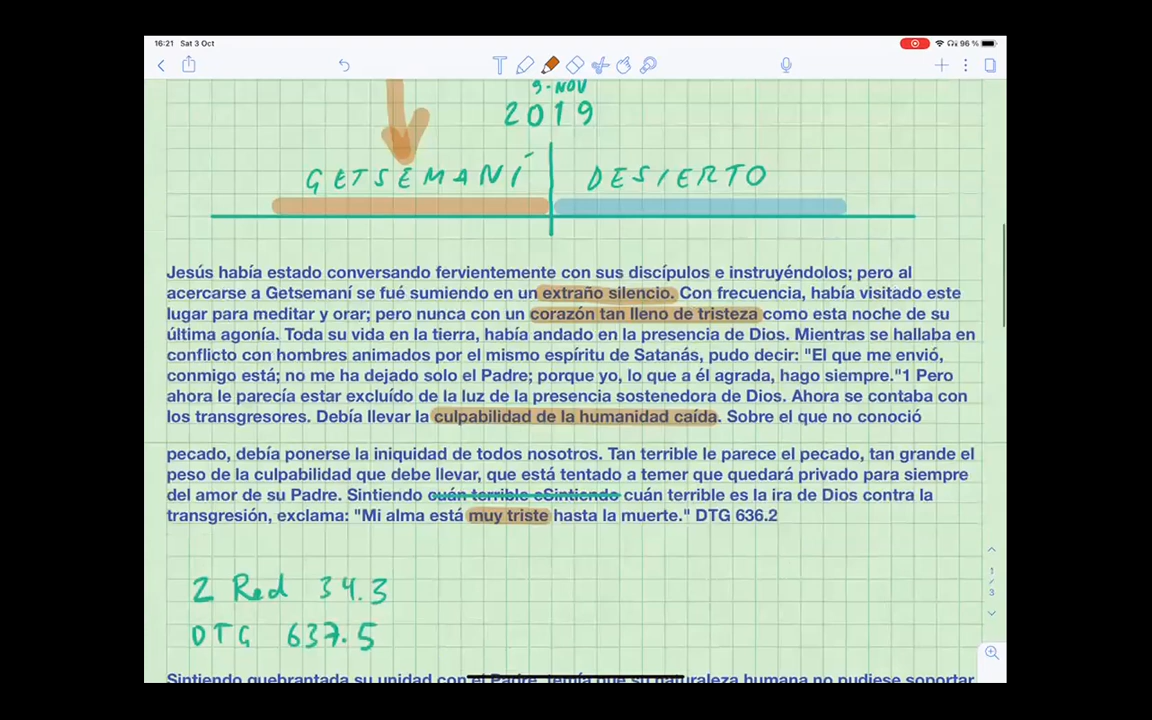 16:21 Sat 3 Oct
96 %
9-NOV
2019
GETSEMANÍ DESIERTO
Jesús había estado conversando fervientemente con sus discípulos e instruyéndolos; pero al
acercarse a Getsemaní se fué sumiendo en un extraño silencio. Con frecuencia, había visitado este
lugar para meditar y orar; pero nunca con un corazón tan lleno de tristeza como esta noche de su
última agonía. Toda su vida en la tierra, había andado en la presencia de Dios. Mientras se hallaba en
conflicto con hombres animados por el mismo espíritu de Satanás, pudo decir: "El que me envió,
conmigo está; no me ha dejado solo el Padre; porque yo, lo que a él agrada, hago siempre."1 Pero
ahora le parecía estar excluído de la luz de la presencia sostenedora de Dios. Ahora se contaba con
los transgresores. Debía llevar la culpabilidad de la humanidad caída. Sobre el que no conoció
pecado, debía ponerse la iniquidad de todos nosotros. Tan terrible le parece el pecado, tan grande el
peso de la culpabilidad que debe llevar, que está tentado a temer que quedará privado para siempre
del amor de su Padre. Sintiendo cuán terrible eSintiendo cuán terrible es la ira de Dios contra la
transgresión, exclama: "Mi alma está muy triste hasta la muerte." DTG 636.2
1
/
3
2 Red 34.3
DTG 637.5
Sintiendo quebrantada su unidad con el Padre, temía que su naturaleza humana no pudiese soportar